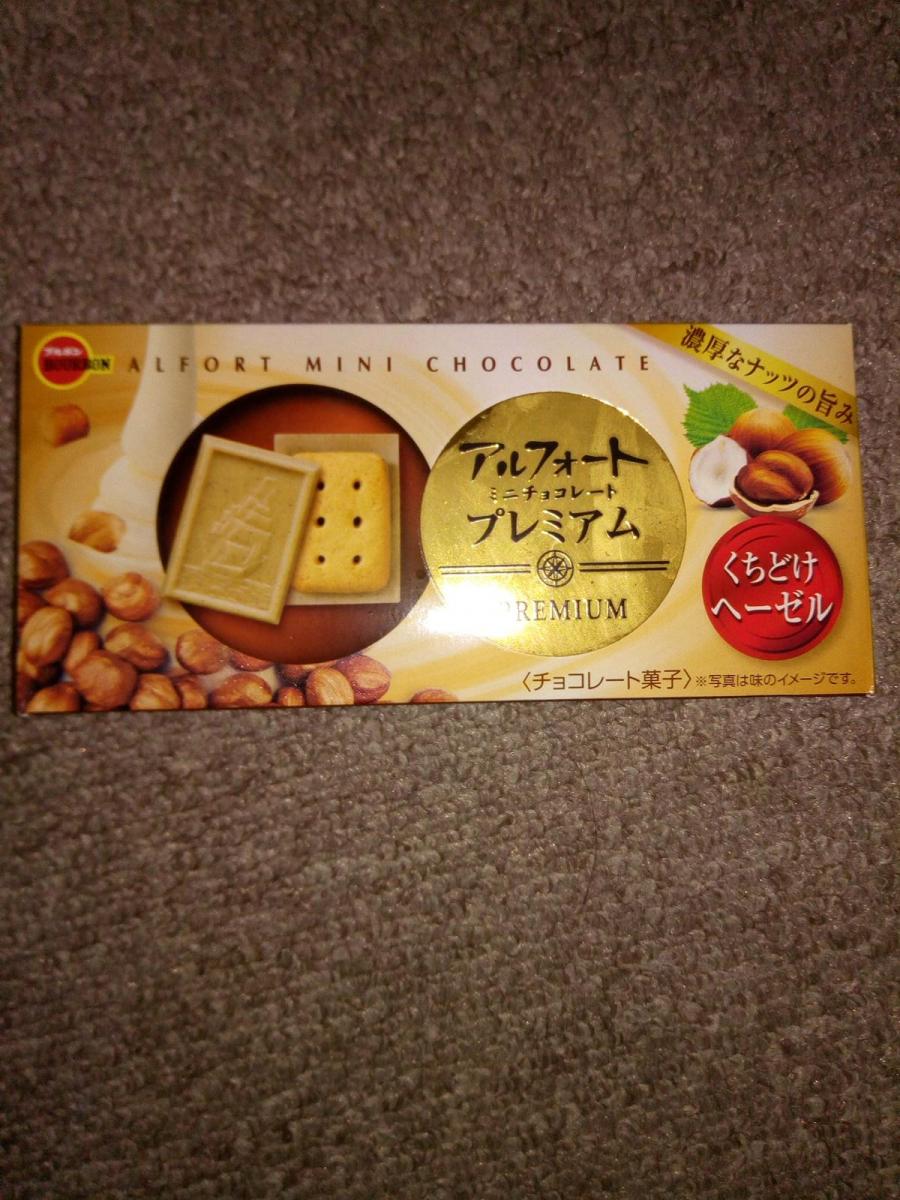 ブルボン
BOURBON
ALFORT MINI CHOCOLATE
濃厚なナッツの旨み
アルフォート
ミニチョコレート
プレミアム
PREMIUM
くちどけ
ヘーゼル
〈チョコレート菓子〉※写真は味のイメージです。